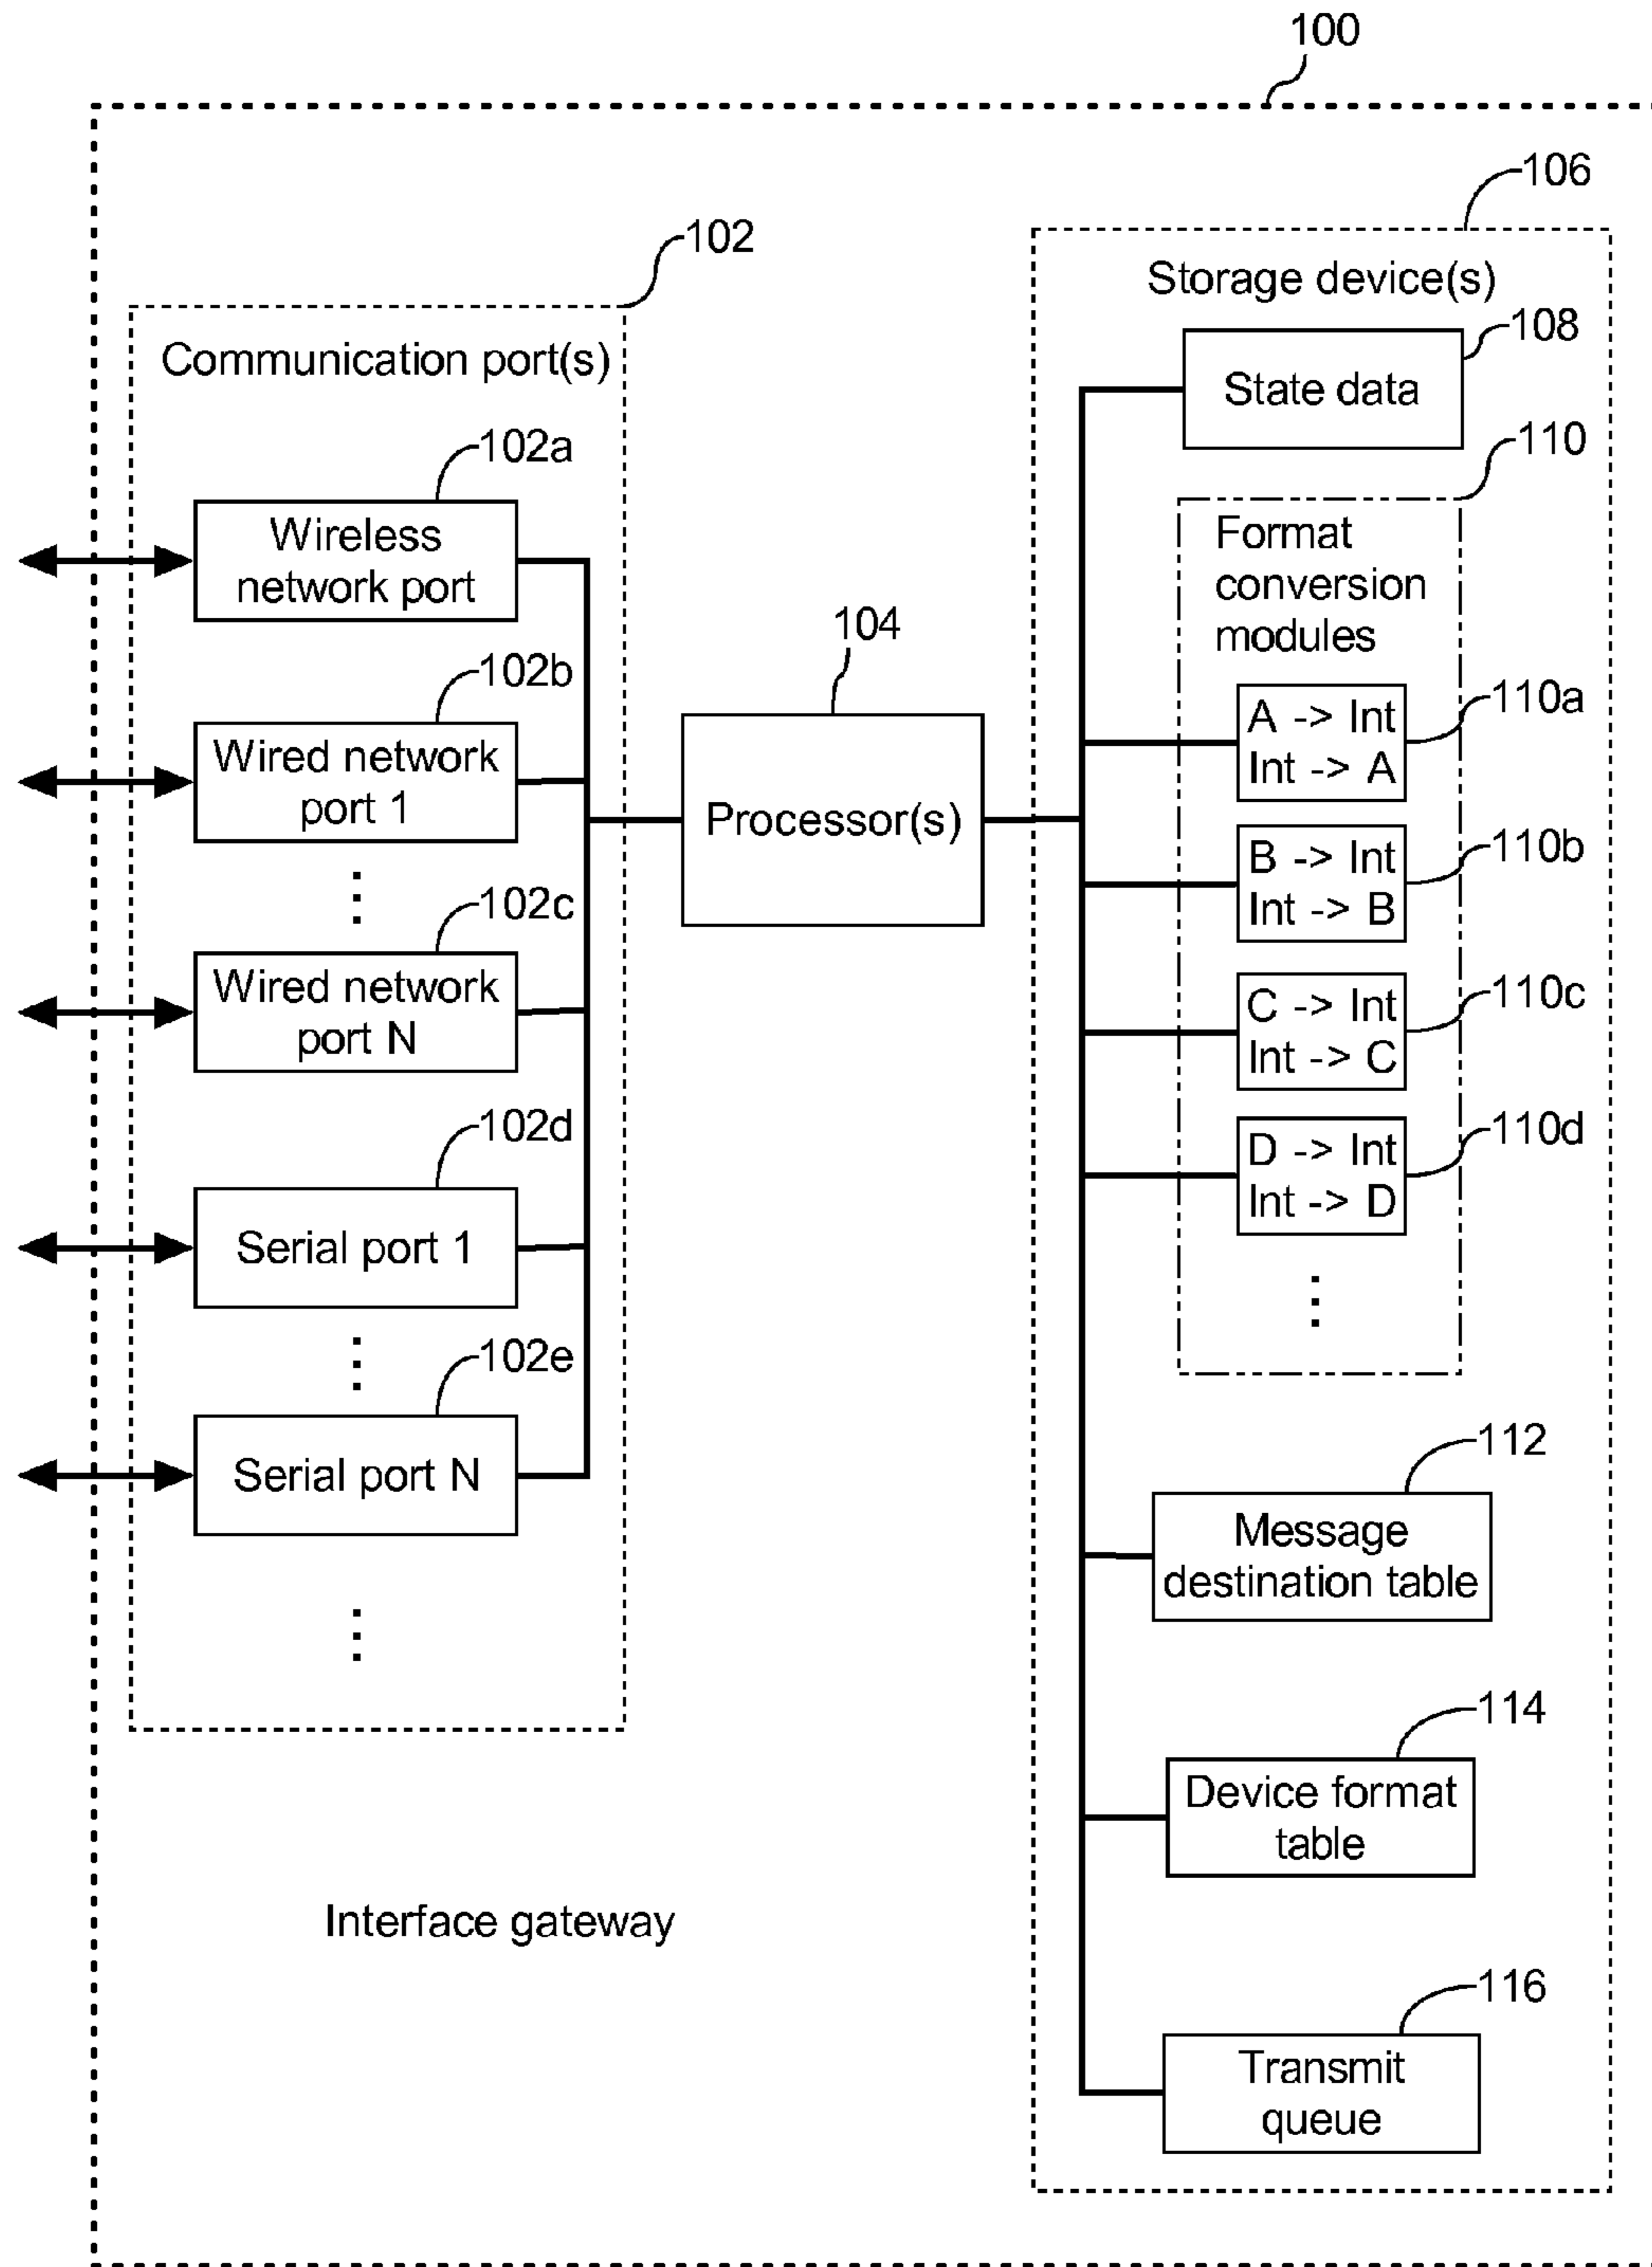 100
106
102
Storage device(s)
108
Communication port(s)
State data
110
102a
Wireless
network port
Format
conversion
modules
104
102b
110a
A -> Int
Int -> A
Wired network
port 1
Processor(s)
110b
B -> Int
Int -> B
102c
Wired network
port N
110c
C -> Int
Int -> C
102d
110d
D -> Int
Int -> D
Serial port 1
102e
Serial port N
112
Message
destination table
114
Device format
table
Interface gateway
116
Transmit
queue